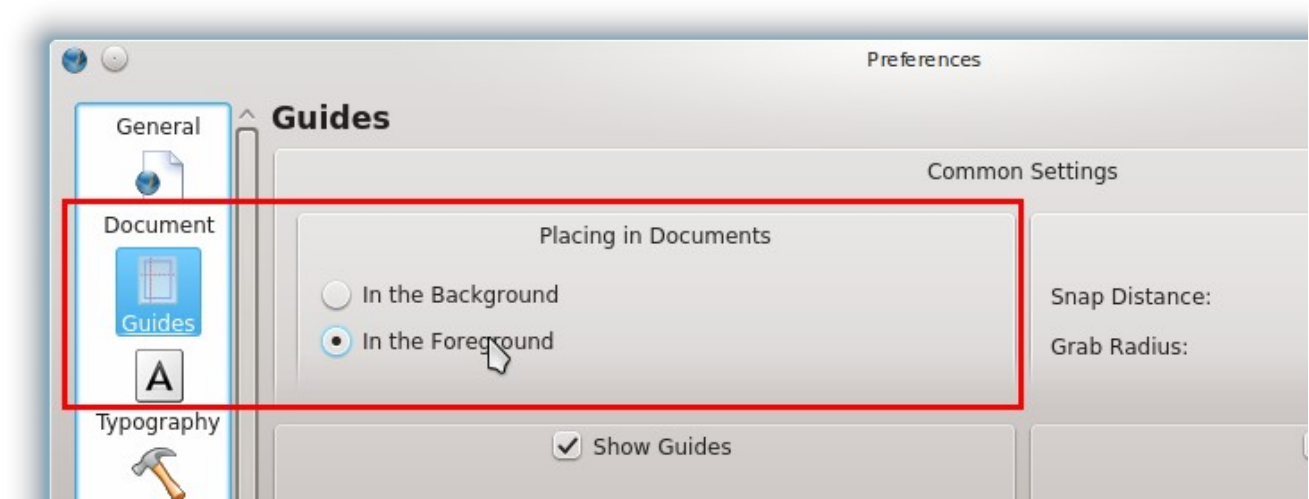 Preferences
General
Guides
Common Settings
Document
Placing in Documents
In the Background
Snap Distance:
Guides
In the Foreground
Grab Radius:
A
Typography
Show Guides